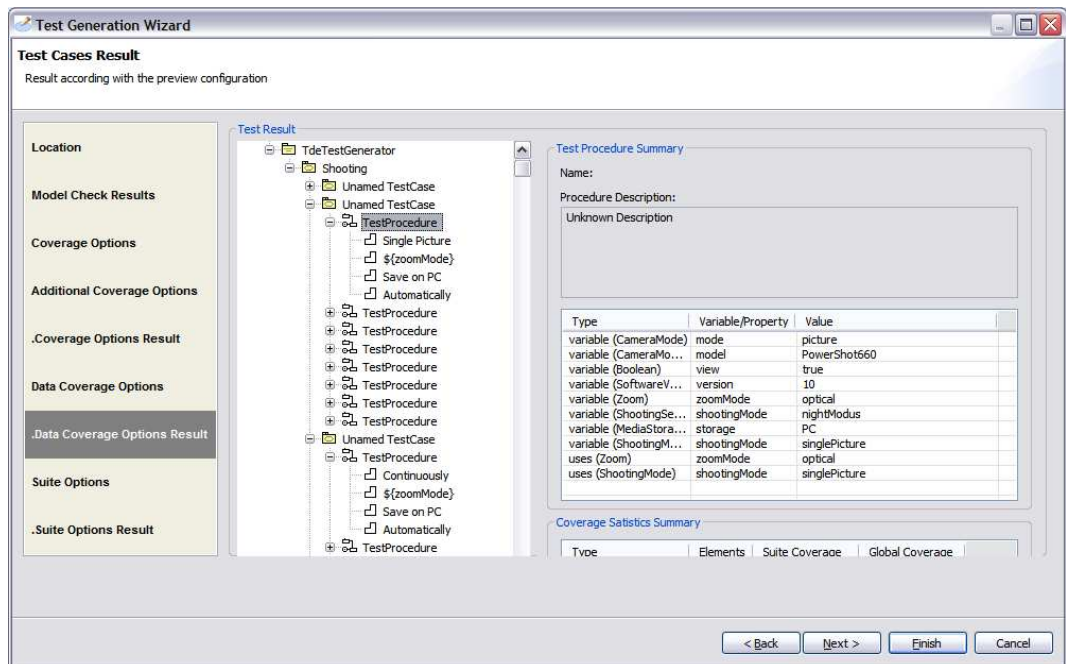 Test Generation Wizard
Test Cases Result
Result according with the preview configuration
Location
Model Check Results
Coverage Options
Additional Coverage Options
.Coverage Options Result
Data Coverage Options
.Data Coverage Options Result
Suite Options
.Suite Options Result
Test Result
TdeTestGenerator
Shooting
Unamed TestCase
Unamed TestCase
TestProcedure
Single Picture
${zoomMode}
Save on PC
Automatically
TestProcedure
TestProcedure
TestProcedure
TestProcedure
TestProcedure
TestProcedure
TestProcedure
Unamed TestCase
TestProcedure
Continuously
${zoomMode}
Save on PC
Automatically
TestProcedure
Test Procedure Summary
Name:
Procedure Description:
Unknown Description
Type Variable/Property Value
variable (CameraMode) mode picture
variable (CameraMo... model PowerShot660
variable (Boolean) view true
variable (SoftwareV... version 10
variable (Zoom) zoomMode optical
variable (ShootingSe... shootingMode nightModus
variable (MediaStora... storage PC
variable (ShootingM... shootingMode singlePicture
uses (Zoom) zoomMode optical
uses (ShootingMode) shootingMode singlePicture
Coverage Satistics Summary
Type Elements Suite Coverage Global Coverage
< Back Next > Finish Cancel